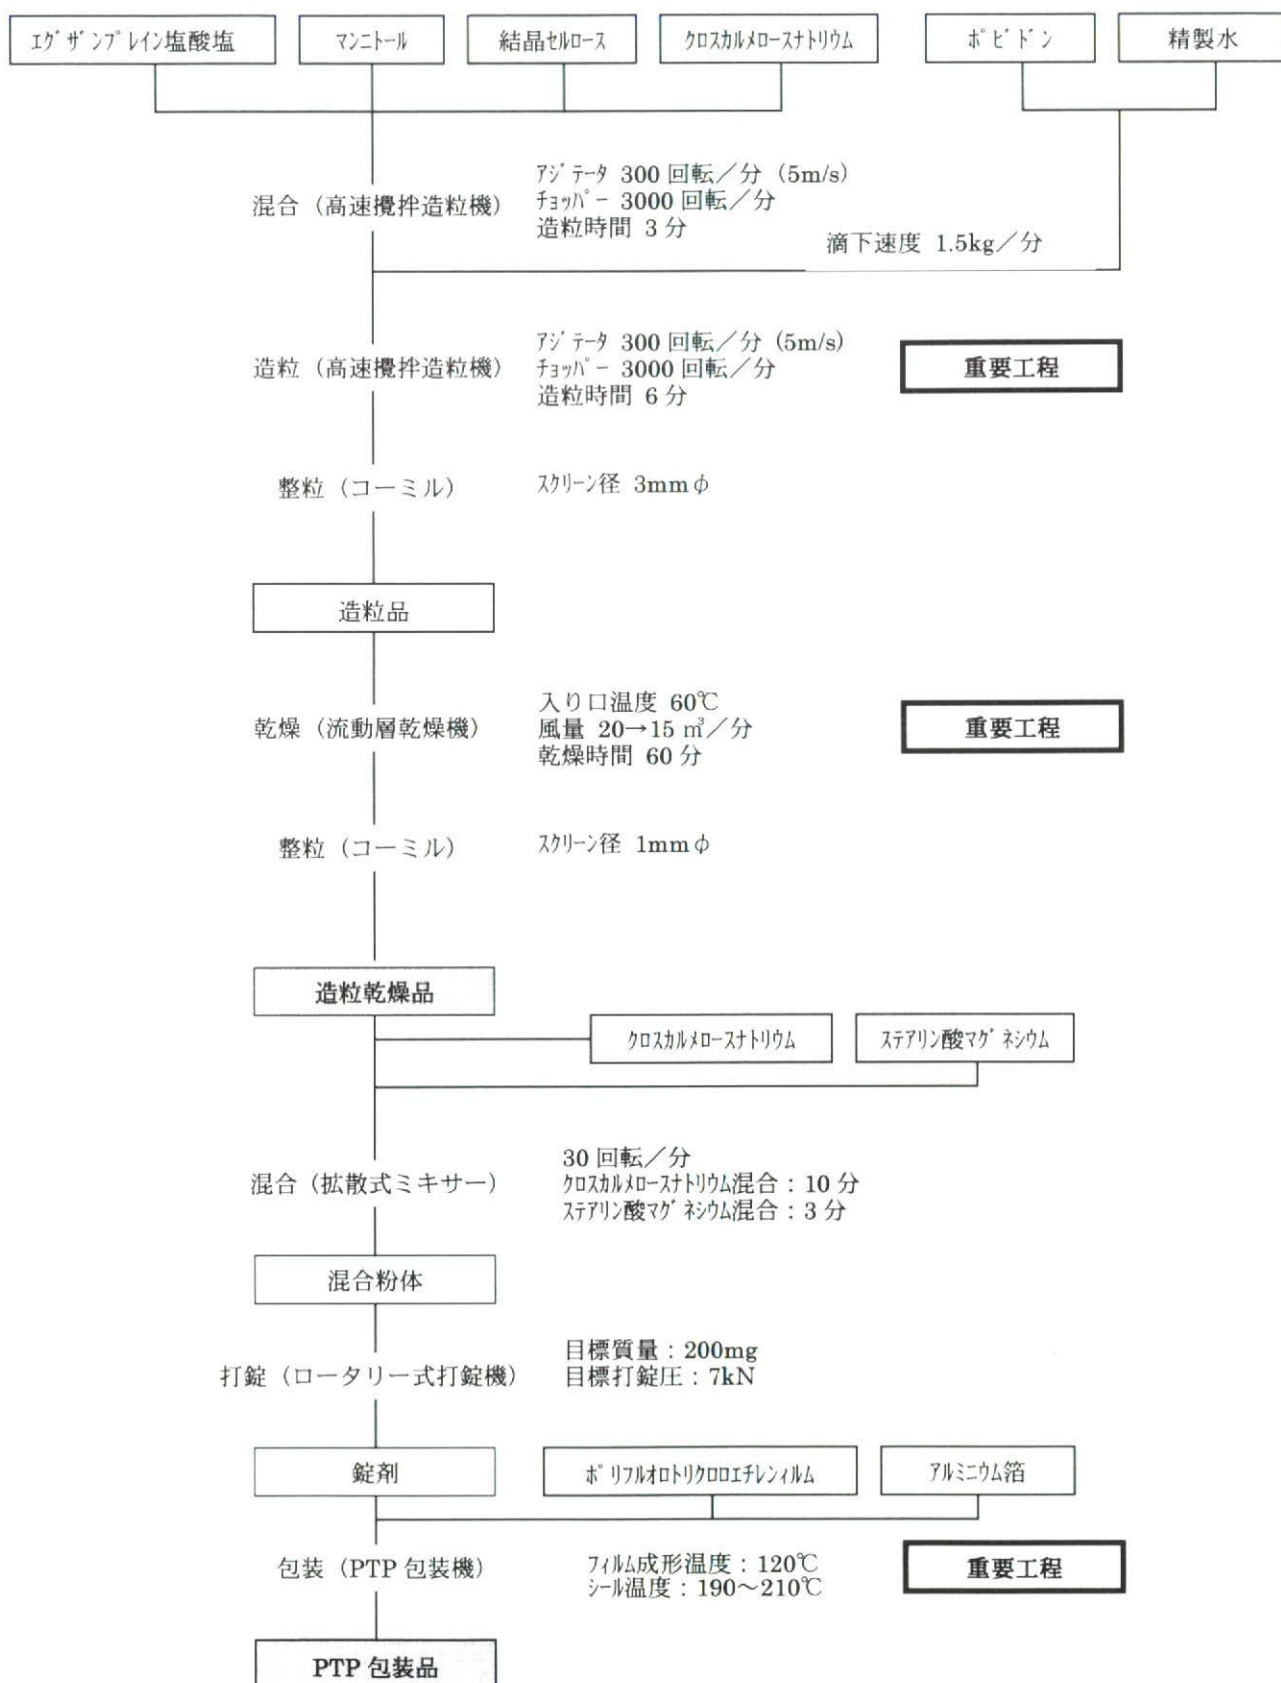 エグザンプレイン塩酸塩
マンニトール
結晶セルロース
クロスカルメロースナトリウム
ポビドン
精製水
混合（高速攪拌造粒機）
アジテータ 300 回転／分 (5m/s)
チョッパー 3000 回転／分
造粒時間 3 分
滴下速度 1.5kg／分
造粒（高速攪拌造粒機）
アジテータ 300 回転／分 (5m/s)
チョッパー 3000 回転／分
造粒時間 6 分
重要工程
整粒（コーミル）
スクリーン径 3mmφ
造粒品
乾燥（流動層乾燥機）
入り口温度 60℃
風量 20→15 ㎥／分
乾燥時間 60 分
重要工程
整粒（コーミル）
スクリーン径 1mmφ
造粒乾燥品
クロスカルメロースナトリウム
ステアリン酸マグネシウム
混合（拡散式ミキサー）
30 回転／分
クロスカルメロースナトリウム混合：10 分
ステアリン酸マグネシウム混合：3 分
混合粉体
打錠（ロータリー式打錠機）
目標質量：200mg
目標打錠圧：7kN
錠剤
ポリフルオロトリクロロエチレンィルム
アルミニウム箔
包装（PTP 包装機）
フィルム成形温度：120℃
シール温度：190～210℃
重要工程
PTP 包装品